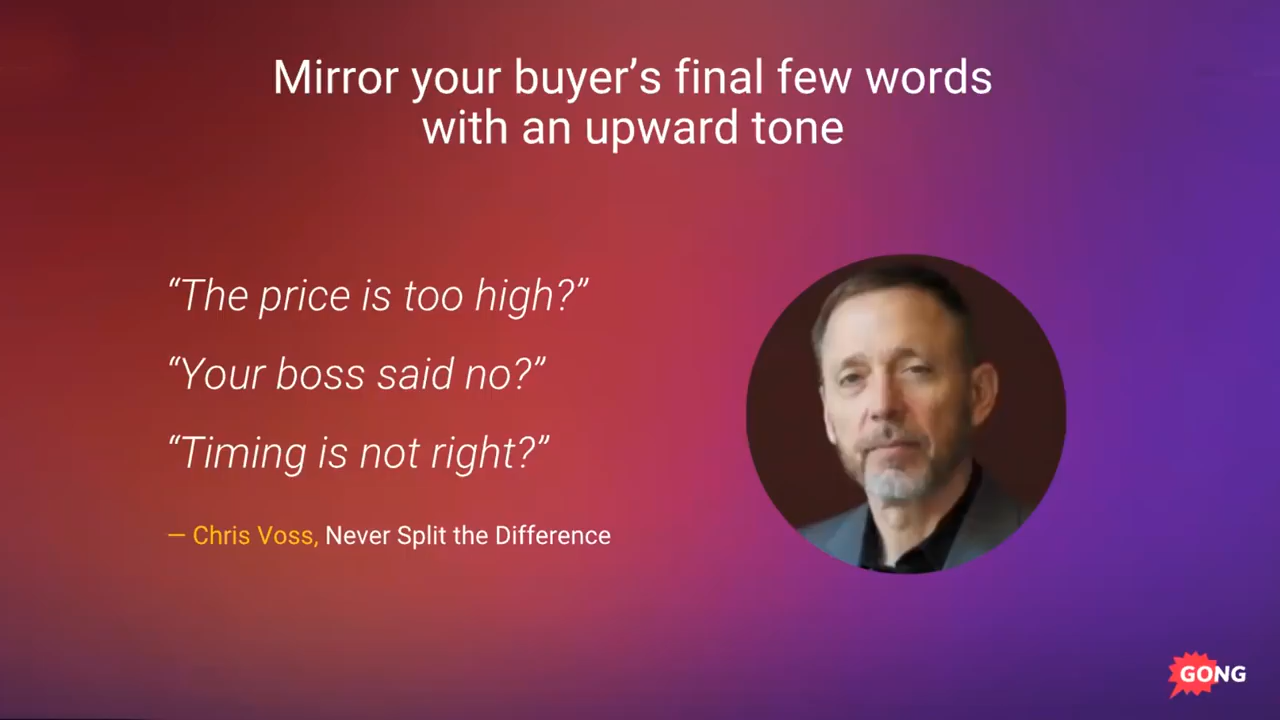 Mirror your buyer’s final few words
with an upward tone
“The price is too high?”
“Your boss said no?”
“Timing is not right?”
— Chris Voss, Never Split the Difference
GONG